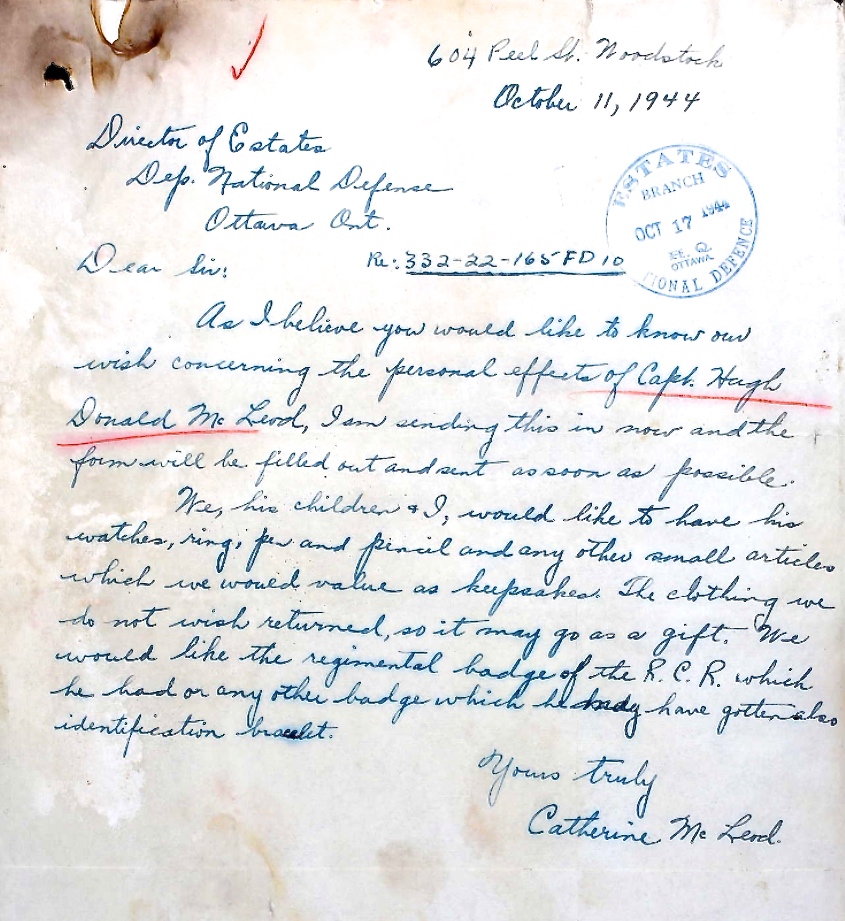 604 Peel St. Woodstock
October 11, 1944
Director of Estates
Dep. National Defense
Ottawa Ont.
ESTATES
BRANCH
OCT 17 1944
OTTAWA
TIONAL DEFENCE
Dear Sir:
Re: 332-22-165 FD 10
As I believe you would like to know our
wish concerning the personal effects of Capt. Hugh
Donald Mc Leod, I am sending this in now and the
form will be filled out and sent as soon as possible.
We, his children & I, would like to have his
watches, ring, pen and pencil and any other small articles
which we would value as keepsakes. The clothing we
do not wish returned, so it may go as a gift. We
would like the regimental badge of the R. C. R. which
he had or any other badge which he may have gotten also
identification bracelet.
Yours truly
Catherine Mc Leod.